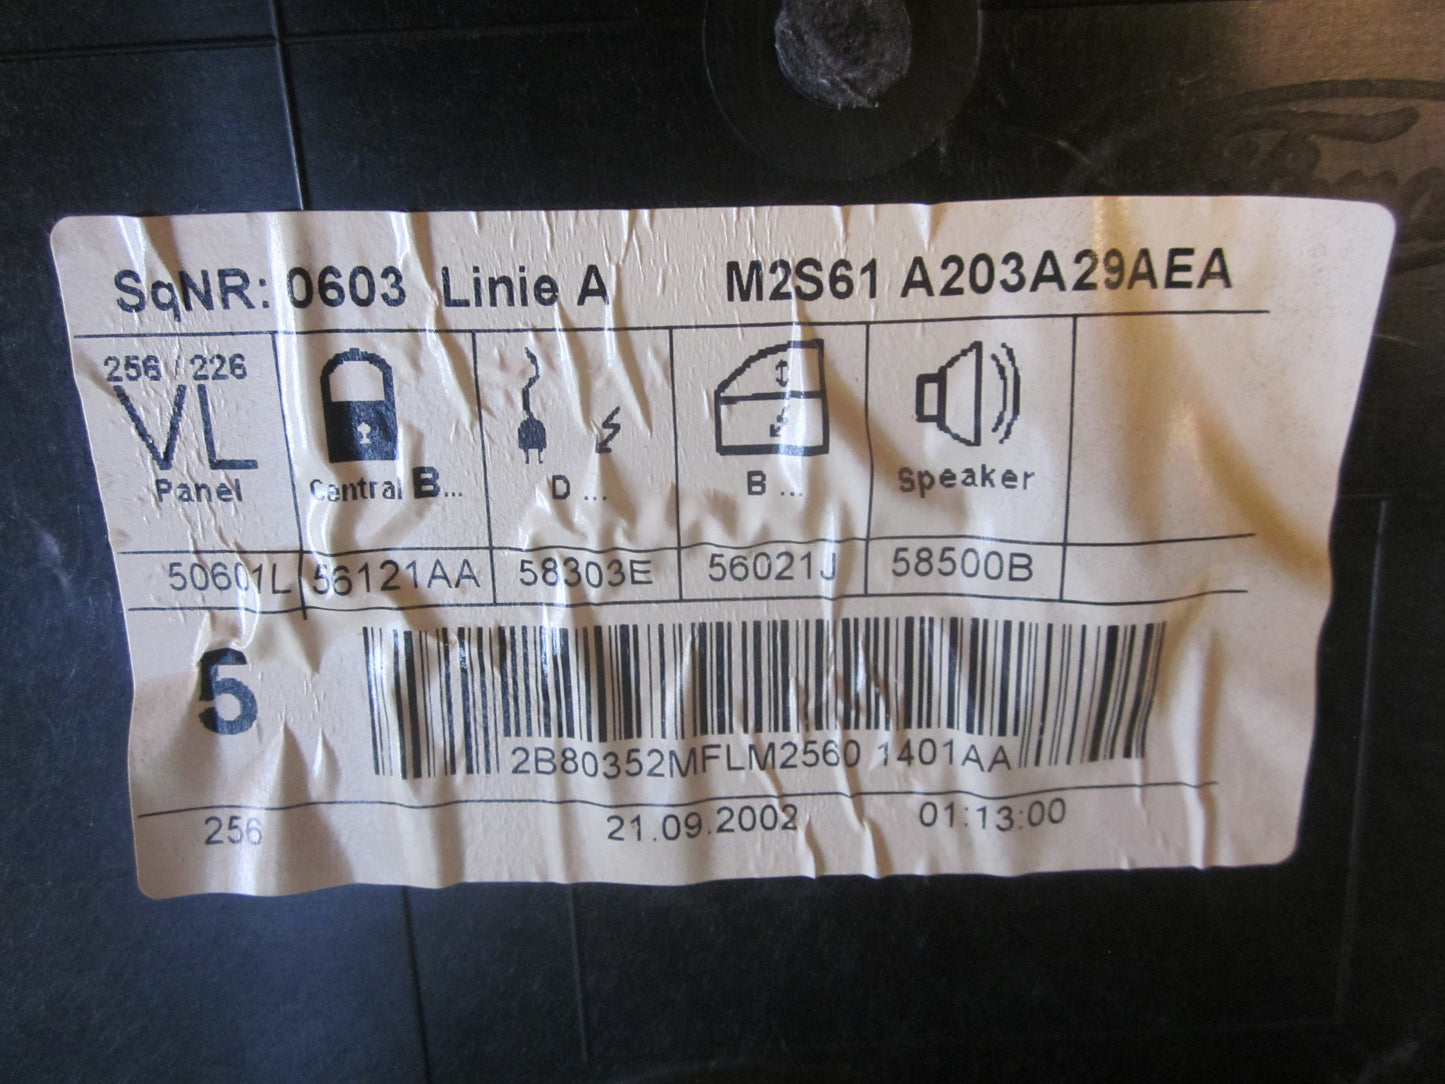 SqNR: 0603 Linie A M2S61 A203A29AEA
256 / 226
VL
Panel Central B... D ... B ... Speaker
50601L 56121AA 58303E 56021J 58500B
5
2B80352MFLM2560 1401AA
256 21.09.2002 01:13:00